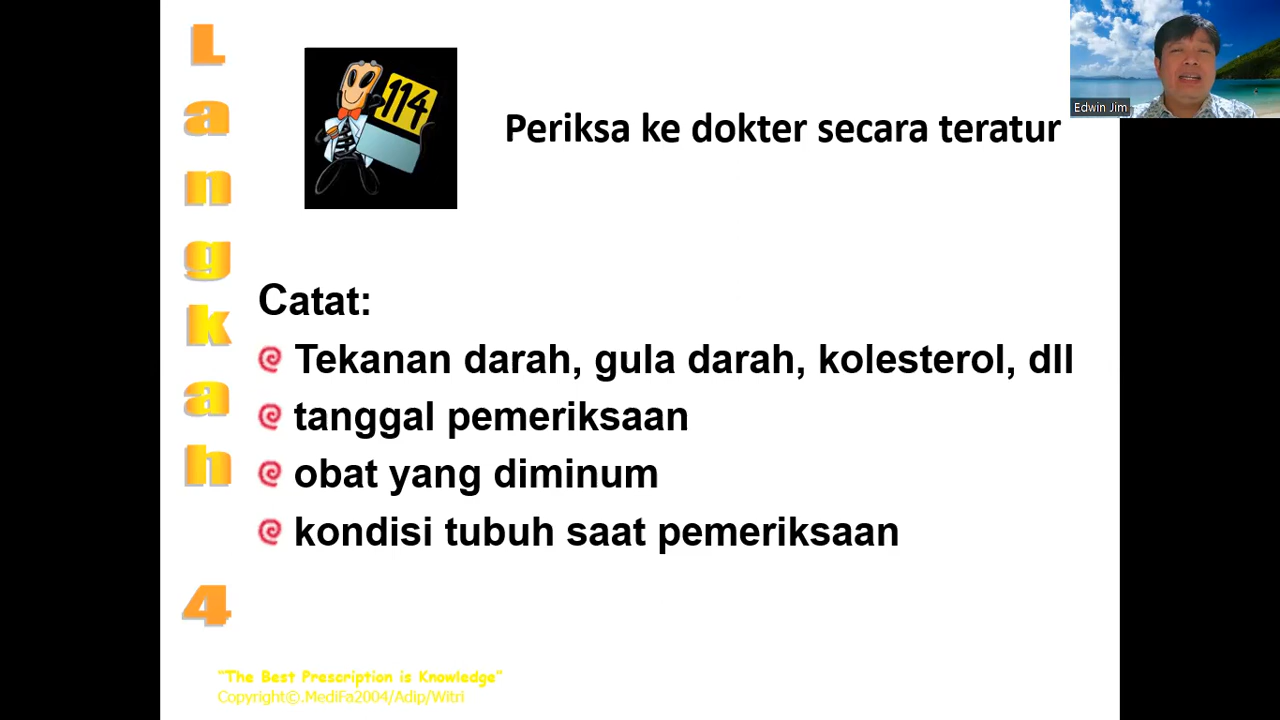 Langkah
4
114
Periksa ke dokter secara teratur
Edwin Jim
Catat:
Tekanan darah, gula darah, kolesterol, dll
tanggal pemeriksaan
obat yang diminum
kondisi tubuh saat pemeriksaan
"The Best Prescription is Knowledge"
Copyright©.MediFa2004/Adip/Witri